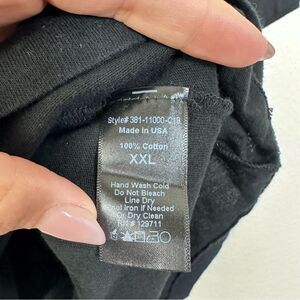 Style# 381-11000-C19
Made in USA
100% Cotton
XXL
Hand Wash Cold
Do Not Bleach
Line Dry
Cool Iron if Needed
Or Dry Clean
129711